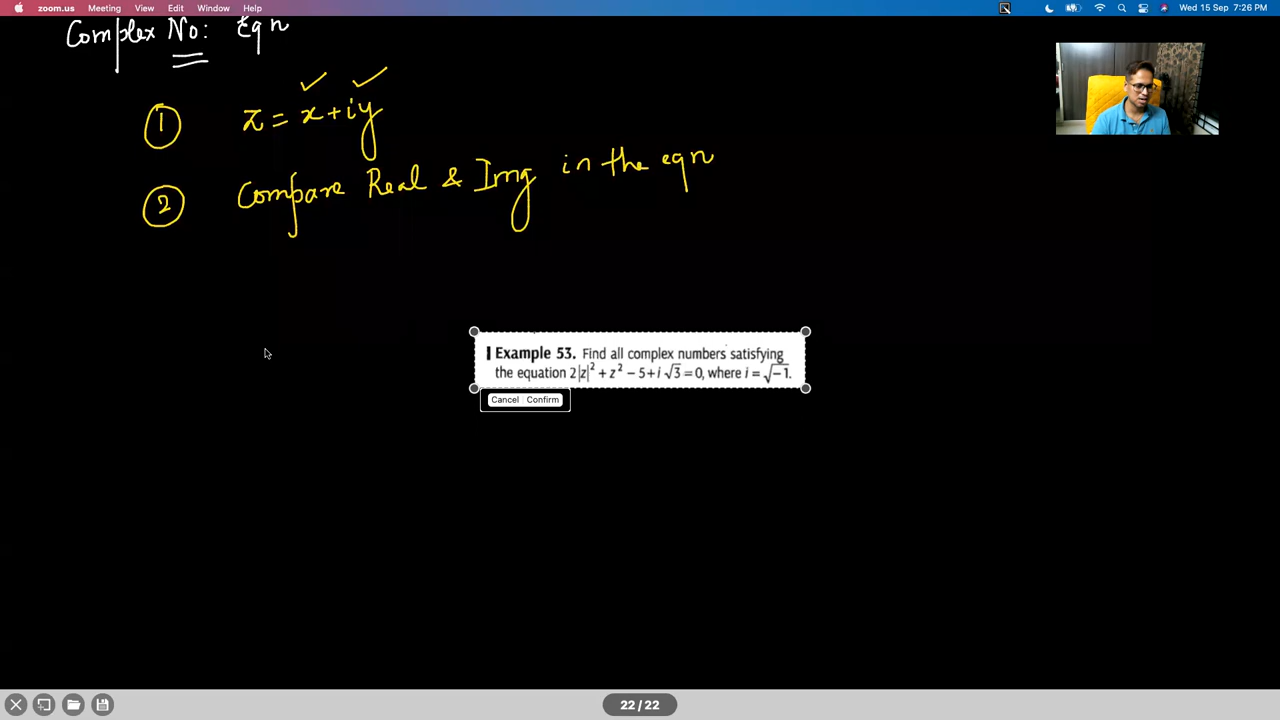 zoom.us Meeting View Edit Window Help Wed 15 Sep 7:26 PM
Complex No: Eqn
① z = x + iy
② Compare Real & Img in the eqn
Example 53. Find all complex numbers satisfying
the equation 2|z|² + z² − 5 + i √3 = 0, where i = √−1.
Cancel Confirm
22 / 22